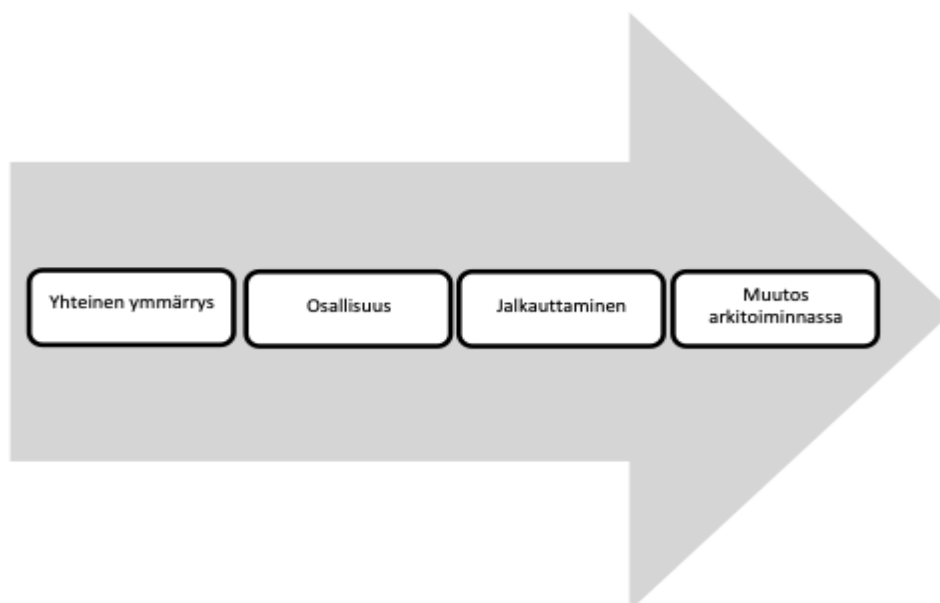 Yhteinen ymmärrys
Osallisuus
Jalkauttaminen
Muutos
arkitoiminnassa